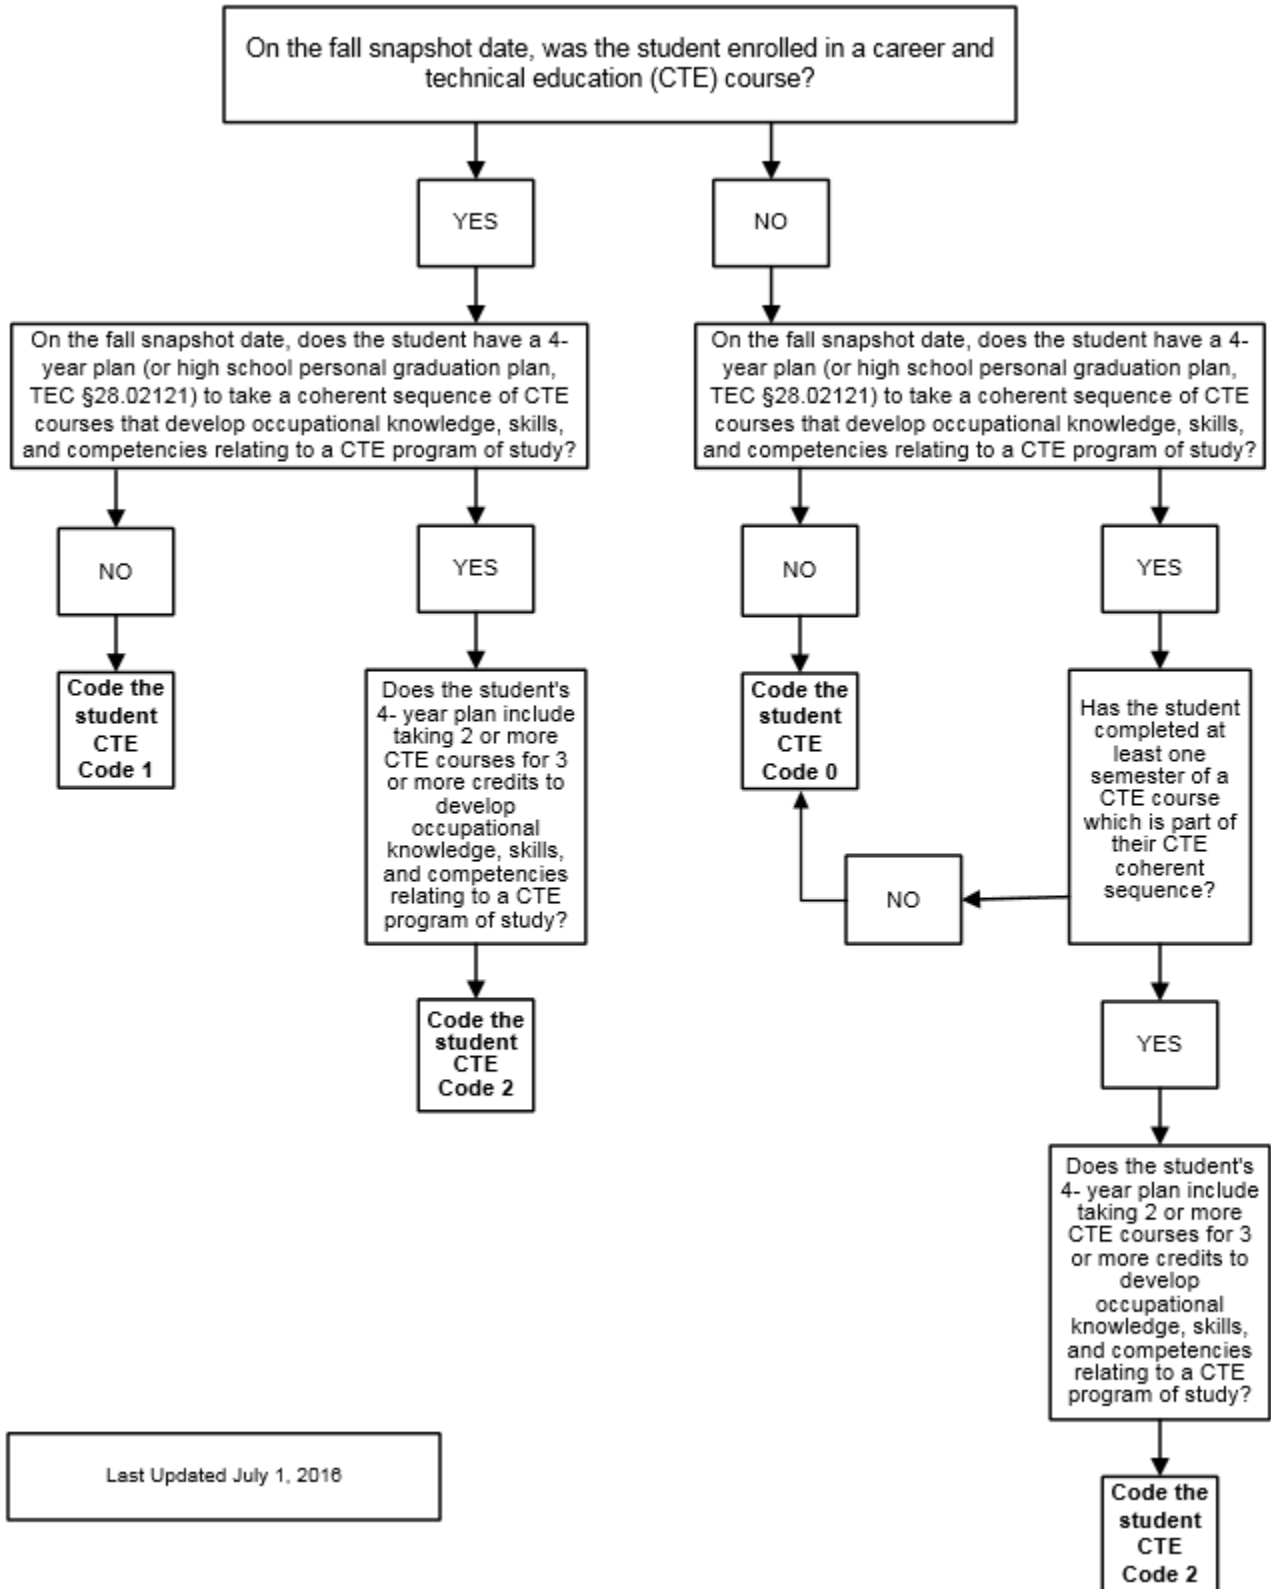 On the fall snapshot date, was the student enrolled in a career and
technical education (CTE) course?
YES
NO
On the fall snapshot date, does the student have a 4-
year plan (or high school personal graduation plan,
TEC §28.02121) to take a coherent sequence of CTE
courses that develop occupational knowledge, skills,
and competencies relating to a CTE program of study?
On the fall snapshot date, does the student have a 4-
year plan (or high school personal graduation plan,
TEC §28.02121) to take a coherent sequence of CTE
courses that develop occupational knowledge, skills,
and competencies relating to a CTE program of study?
NO
YES
NO
YES
Code the
student
CTE
Code 1
Does the student's
4- year plan include
taking 2 or more
CTE courses for 3
or more credits to
develop
occupational
knowledge, skills,
and competencies
relating to a CTE
program of study?
Code the
student
CTE
Code 0
Has the student
completed at
least one
semester of a
CTE course
which is part of
their CTE
coherent
sequence?
NO
Code the
student
CTE
Code 2
YES
Does the student's
4- year plan include
taking 2 or more
CTE courses for 3
or more credits to
develop
occupational
knowledge, skills,
and competencies
relating to a CTE
program of study?
Last Updated July 1, 2016
Code the
student
CTE
Code 2